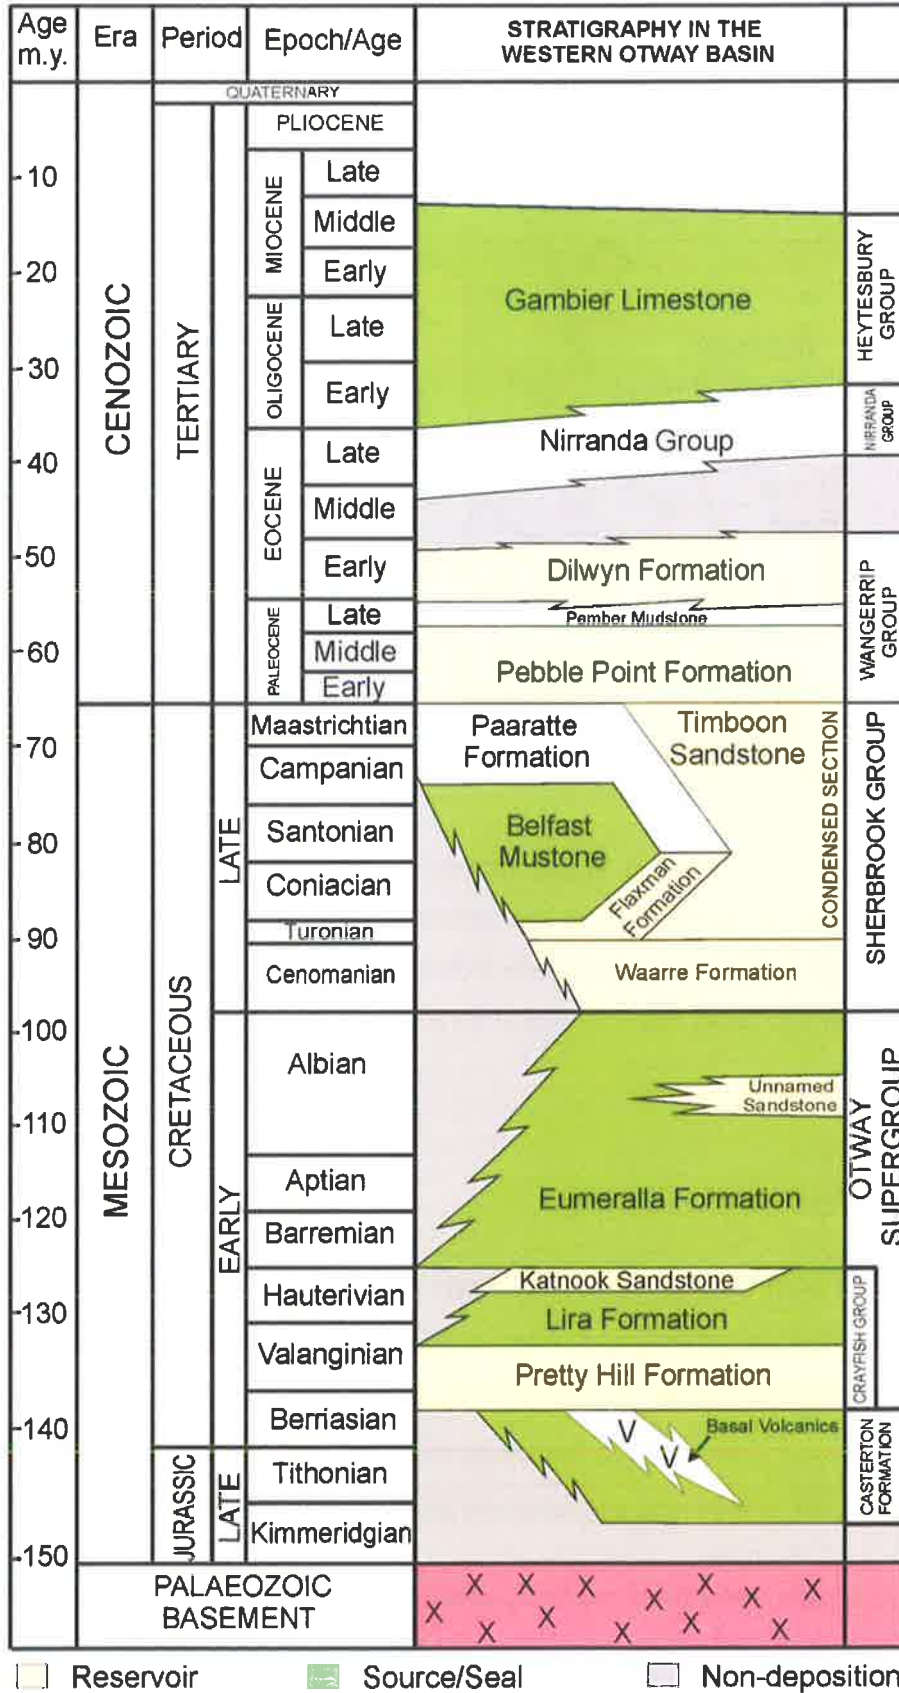 Age
m.y.
Era
Period
Epoch/Age
STRATIGRAPHY IN THE
WESTERN OTWAY BASIN
QUATERNARY
PLIOCENE
10
20
30
40
50
60
70
80
90
100
110
120
130
140
150
CENOZOIC
MESOZOIC
TERTIARY
CRETACEOUS
JURASSIC
LATE
EARLY
LATE
MIOCENE
Late
Middle
Early
OLIGOCENE
Late
Early
EOCENE
Late
Middle
Early
PALEOCENE
Late
Middle
Early
Maastrichtian
Campanian
Santonian
Coniacian
Turonian
Cenomanian
Albian
Aptian
Barremian
Hauterivian
Valanginian
Berriasian
Tithonian
Kimmeridgian
PALAEOZOIC
BASEMENT
Gambier Limestone
Nirranda Group
Dilwyn Formation
Pember Mudstone
Pebble Point Formation
Paaratte
Formation
Timboon
Sandstone
CONDENSED SECTION
Belfast
Mustone
Flaxman
Formation
Waarre Formation
Unnamed
Sandstone
Eumeralla Formation
Katnook Sandstone
Lira Formation
Pretty Hill Formation
V
V
Basal Volcanics
X X X X X
X X X X
X X X X
HEYTESBURY
GROUP
NIRRANDA
GROUP
WANGERRIP
GROUP
SHERBROOK GROUP
OTWAY
SUPERGROUP
CRAYFISH GROUP
CASTERTON
FORMATION
Reservoir
Source/Seal
Non-deposition